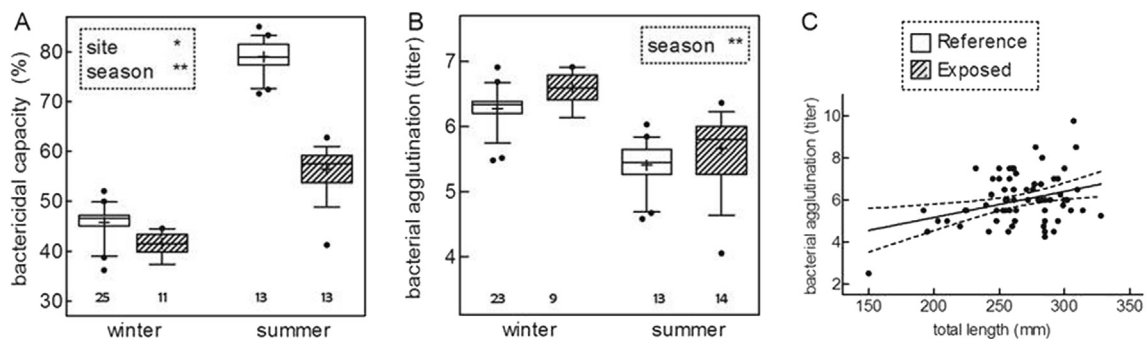 A
site *
season **
bactericidal capacity (%)
80
70
60
50
40
30
25 11 13 13
winter summer
B
season **
bacterial agglutination (titer)
7
6
5
4
23 9 13 14
winter summer
C
Reference
Exposed
bacterial agglutination (titer)
10
8
6
4
2
150 200 250 300
total length (mm)